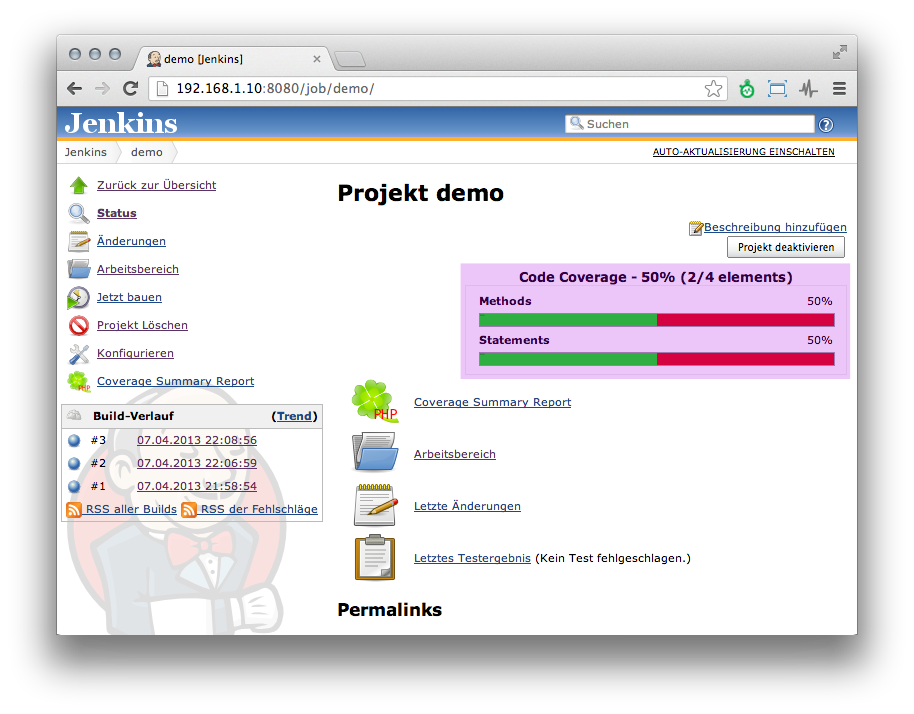 demo [Jenkins]
192.168.1.10:8080/job/demo/
Jenkins
Suchen
Jenkins demo
AUTO-AKTUALISIERUNG EINSCHALTEN
Zurück zur Übersicht
Status
Änderungen
Arbeitsbereich
Jetzt bauen
Projekt Löschen
Konfigurieren
PHP
Coverage Summary Report
Build-Verlauf (Trend)
#3 07.04.2013 22:08:56
#2 07.04.2013 22:06:59
#1 07.04.2013 21:58:54
RSS aller Builds RSS der Fehlschläge
Projekt demo
Beschreibung hinzufügen
Projekt deaktivieren
Code Coverage - 50% (2/4 elements)
Methods 50%
Statements 50%
PHP
Coverage Summary Report
Arbeitsbereich
Letzte Änderungen
Letztes Testergebnis (Kein Test fehlgeschlagen.)
Permalinks